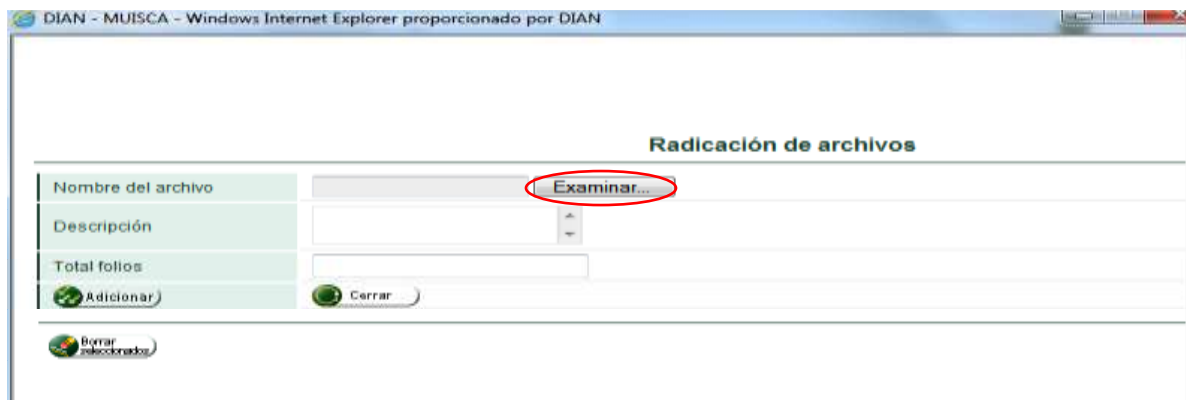 DIAN - MUISCA - Windows Internet Explorer proporcionado por DIAN
Radicación de archivos
Nombre del archivo
Examinar...
Descripción
Total folios
Adicionar
Cerrar
Borrar
seleccionados